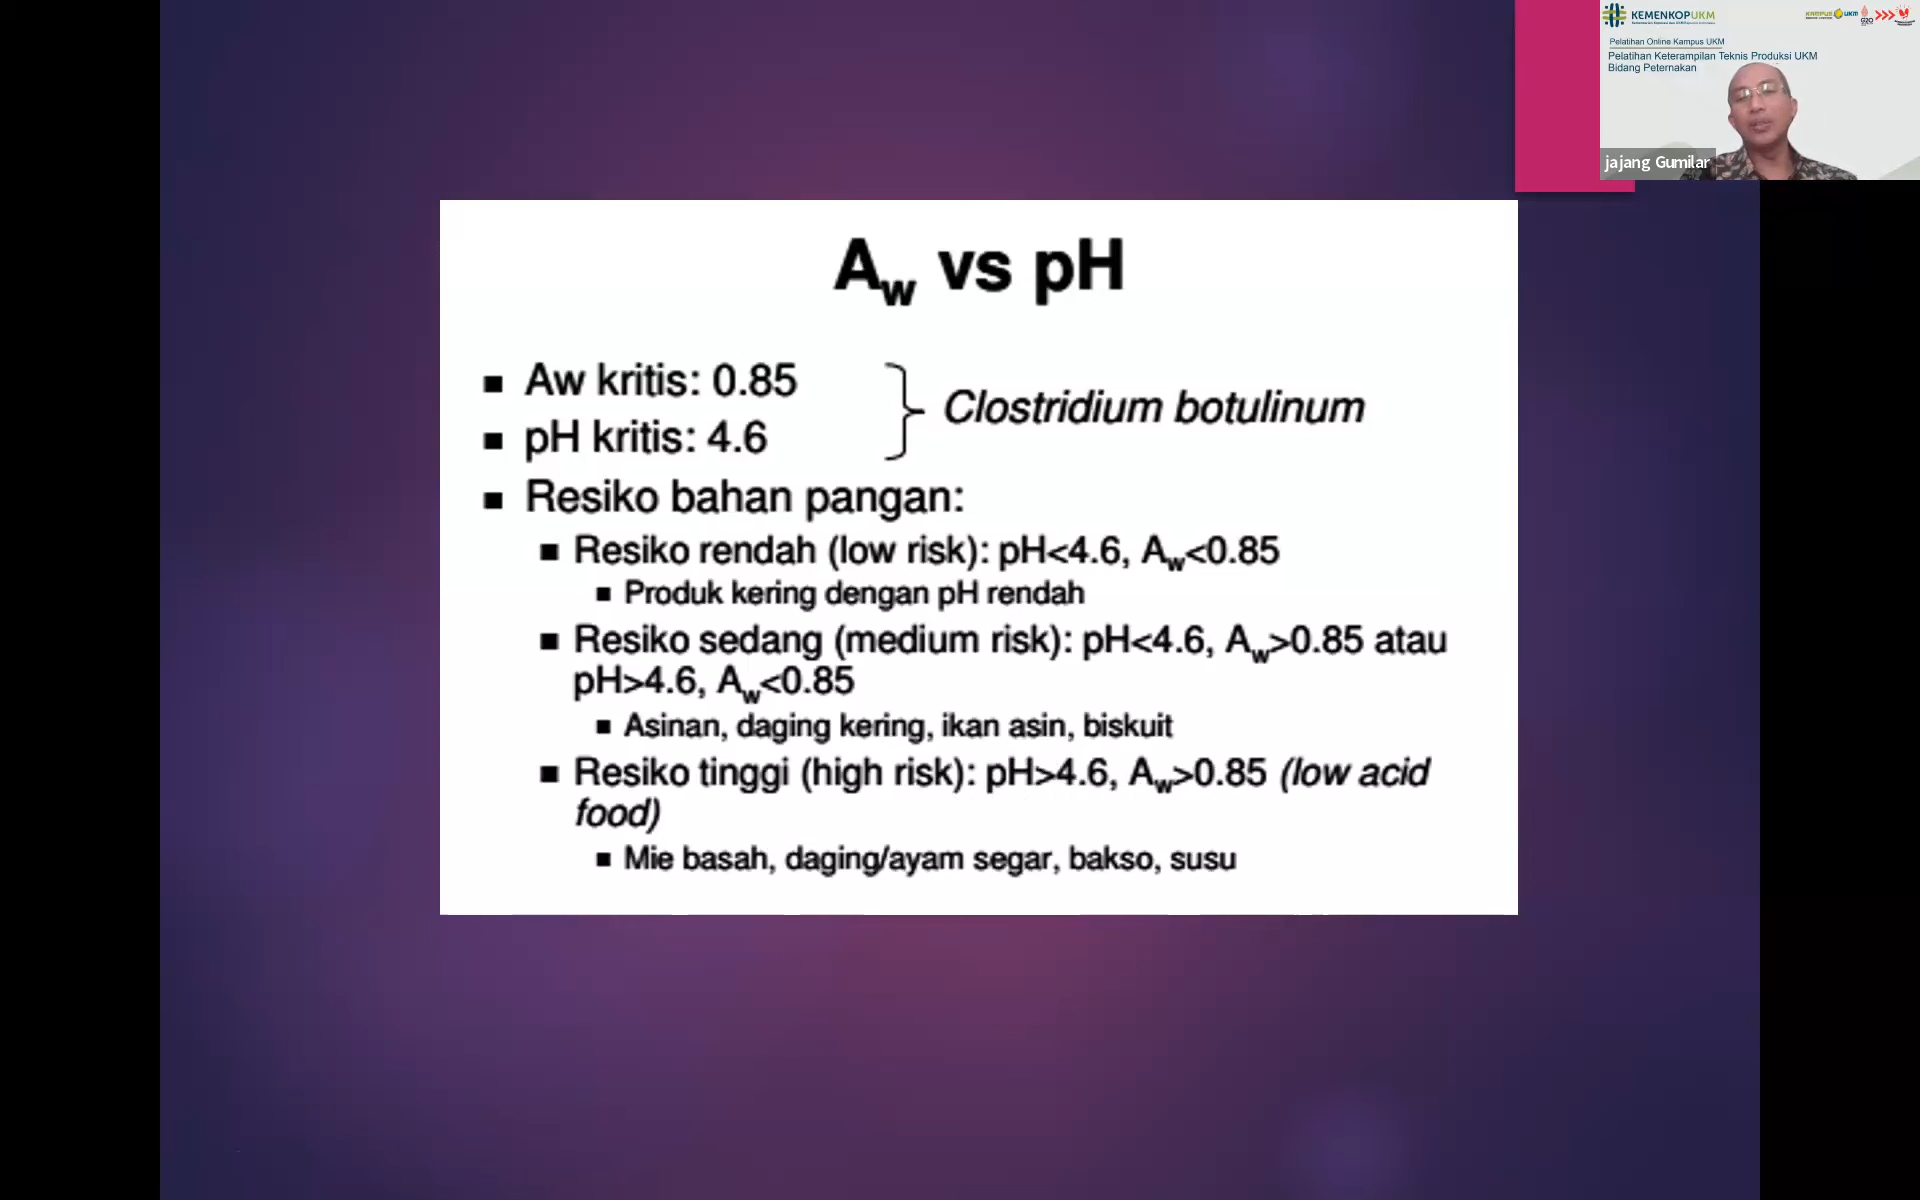 KEMENKOPUKM
Pelatihan Online Kampus UKM
Pelatihan Keterampilan Teknis Produksi UKM
Bidang Peternakan
jajang Gumilar
Aw vs pH
■ Aw kritis: 0.85
■ pH kritis: 4.6
Clostridium botulinum
■ Resiko bahan pangan:
■ Resiko rendah (low risk): pH<4.6, Aw<0.85
■ Produk kering dengan pH rendah
■ Resiko sedang (medium risk): pH<4.6, Aw>0.85 atau
pH>4.6, Aw<0.85
■ Asinan, daging kering, ikan asin, biskuit
■ Resiko tinggi (high risk): pH>4.6, Aw>0.85 (low acid
food)
■ Mie basah, daging/ayam segar, bakso, susu